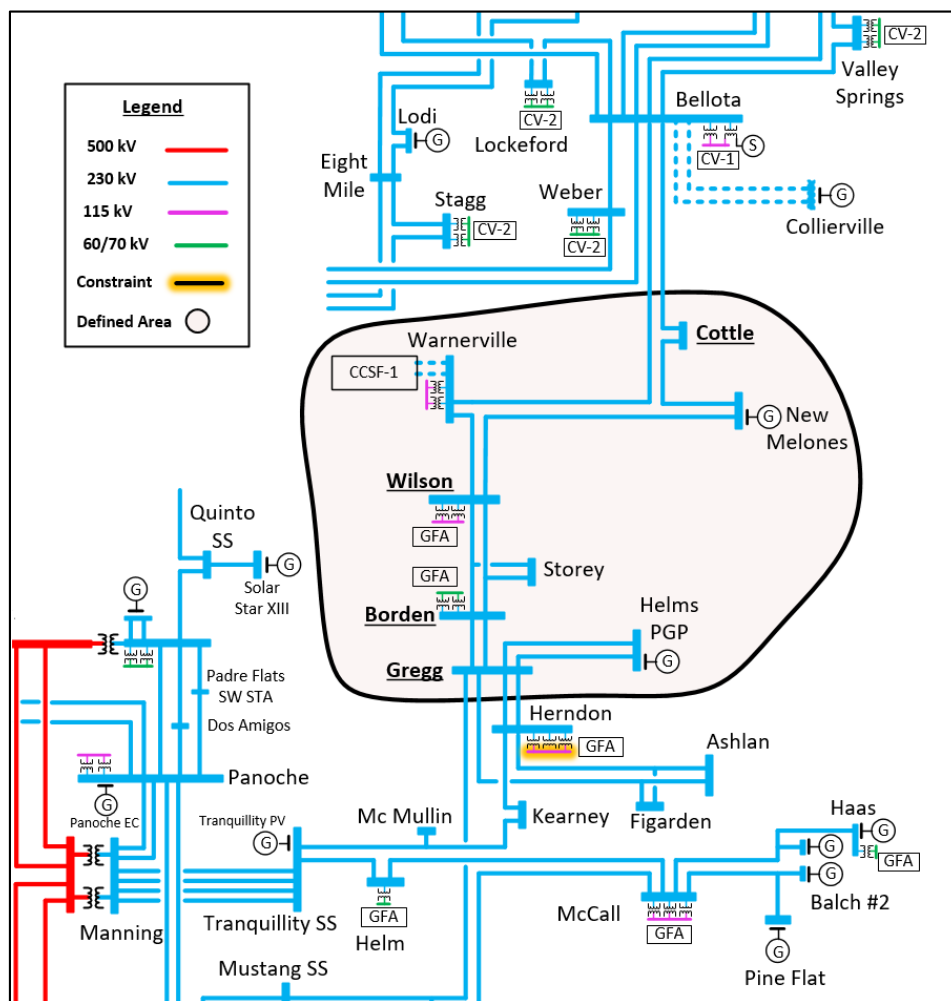 Legend
500 kV
230 kV
115 kV
60/70 kV
Constraint
Defined Area
CV-2
Valley
Springs
Lodi
G
Lockeford
CV-2
Bellota
CV-1
S
Eight
Mile
Stagg
CV-2
Weber
CV-2
G
Collierville
Warnerville
CCSF-1
Cottle
G
New
Melones
Wilson
GFA
Quinto
SS
G
Solar
Star XIII
GFA
Storey
G
Borden
Helms
PGP
G
Gregg
Padre Flats
SW STA
Dos Amigos
Herndon
GFA
Ashlan
Panoche
G
Panoche EC
Tranquillity PV
G
Mc Mullin
Kearney
Figarden
Haas
G
GFA
G
G
Balch #2
Manning
Tranquillity SS
GFA
Helm
McCall
GFA
G
Pine Flat
Mustang SS